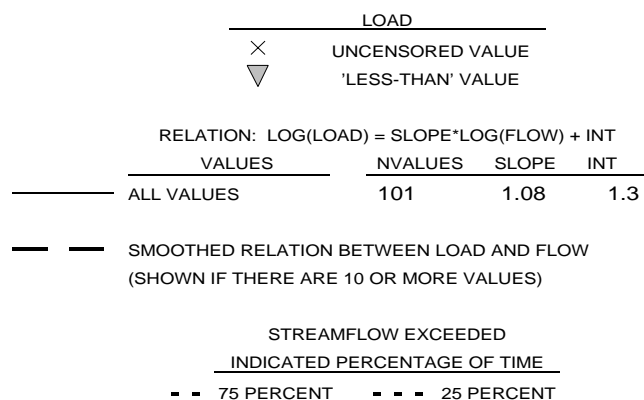 LOAD
UNCENSORED VALUE
'LESS-THAN' VALUE
RELATION: LOG(LOAD) = SLOPE*LOG(FLOW) + INT
VALUES NVALUES SLOPE INT
ALL VALUES 101 1.08 1.3
SMOOTHED RELATION BETWEEN LOAD AND FLOW
(SHOWN IF THERE ARE 10 OR MORE VALUES)
STREAMFLOW EXCEEDED
INDICATED PERCENTAGE OF TIME
75 PERCENT 25 PERCENT